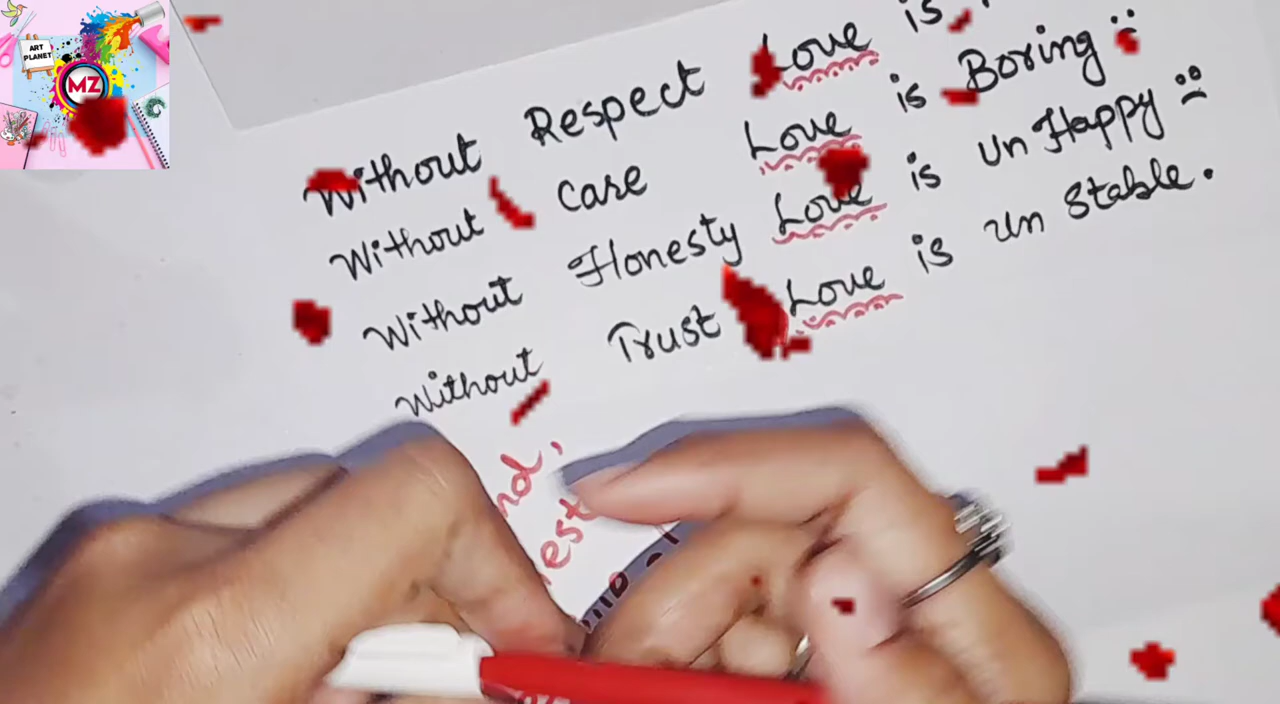 ART
PLANET
MZ
Without Respect Love is
Without Care Love is Boring
Without Honesty Love is Un Happy
Without Trust Love is Un Stable.